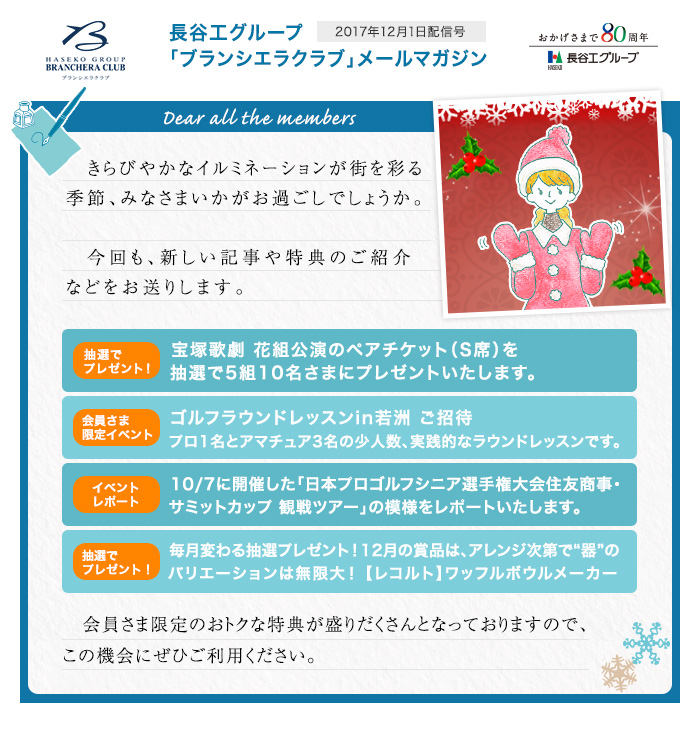 B
HASEKO GROUP
BRANCHERA CLUB
ブランシエラクラブ
長谷工グループ
2017年12月1日配信号
「ブランシエラクラブ」メールマガジン
おかげさまで80周年
HASEKO
長谷工グループ
Dear all the members
きらびやかなイルミネーションが街を彩る
季節、みなさまいかがお過ごしでしょうか。
今回も、新しい記事や特典のご紹介
などをお送りします。
抽選で
プレゼント！
宝塚歌劇 花組公演のペアチケット（S席）を
抽選で5組10名さまにプレゼントいたします。
会員さま
限定イベント
ゴルフラウンドレッスンin若洲 ご招待
プロ1名とアマチュア3名の少人数、実践的なラウンドレッスンです。
イベント
レポート
10/7に開催した「日本プロゴルフシニア選手権大会住友商事・
サミットカップ 観戦ツアー」の模様をレポートいたします。
抽選で
プレゼント！
毎月変わる抽選プレゼント！12月の賞品は、アレンジ次第で“器”の
バリエーションは無限大！【レコルト】ワッフルボウルメーカー
会員さま限定のおトクな特典が盛りだくさんとなっておりますので、
この機会にぜひご利用ください。